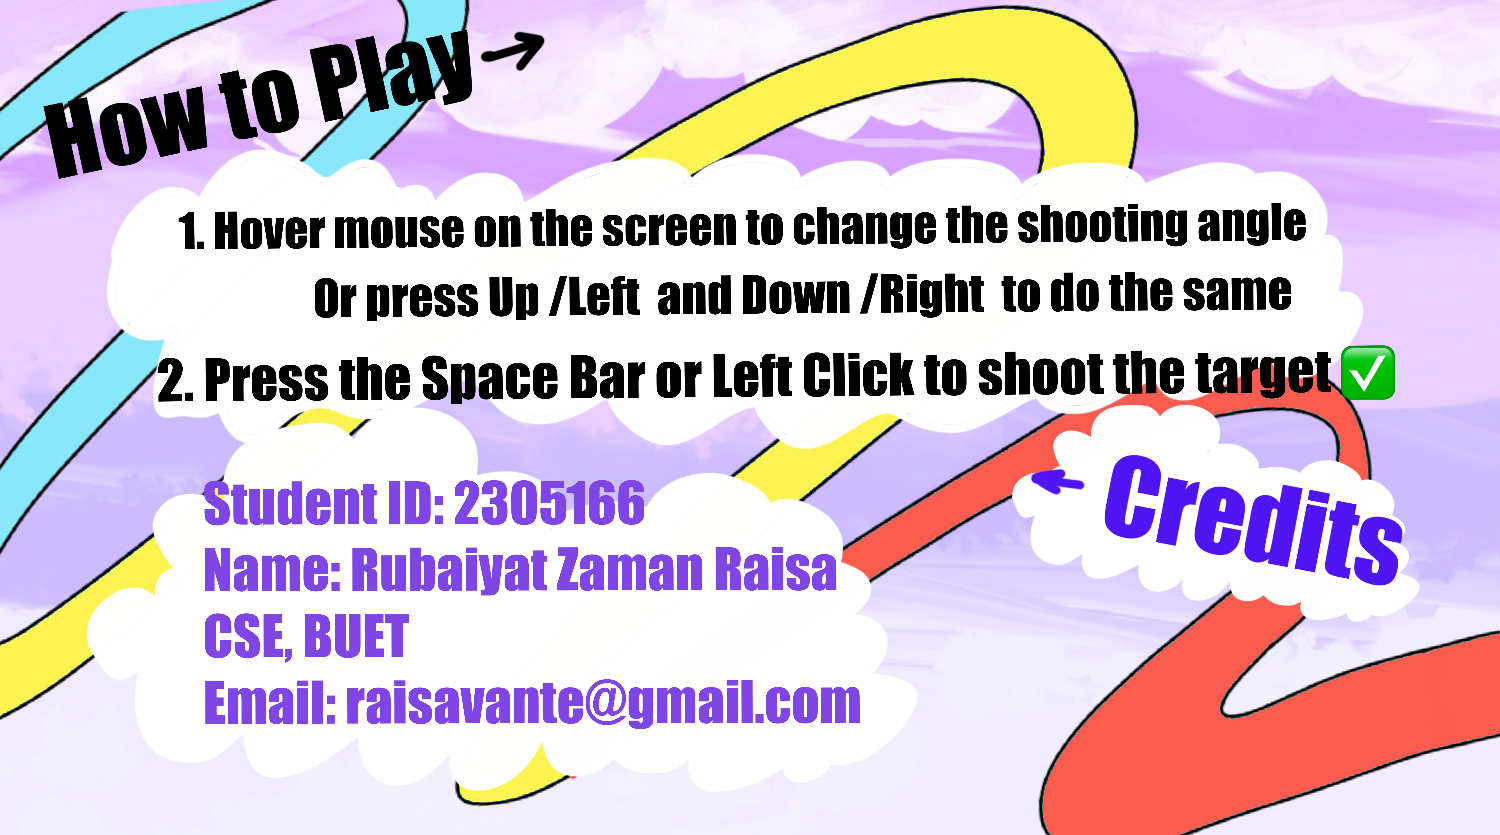 How to Play →
1. Hover mouse on the screen to change the shooting angle
Or press Up /Left and Down /Right to do the same
2. Press the Space Bar or Left Click to shoot the target ✅
← Credits
Student ID: 2305166
Name: Rubaiyat Zaman Raisa
CSE, BUET
Email: raisavante@gmail.com